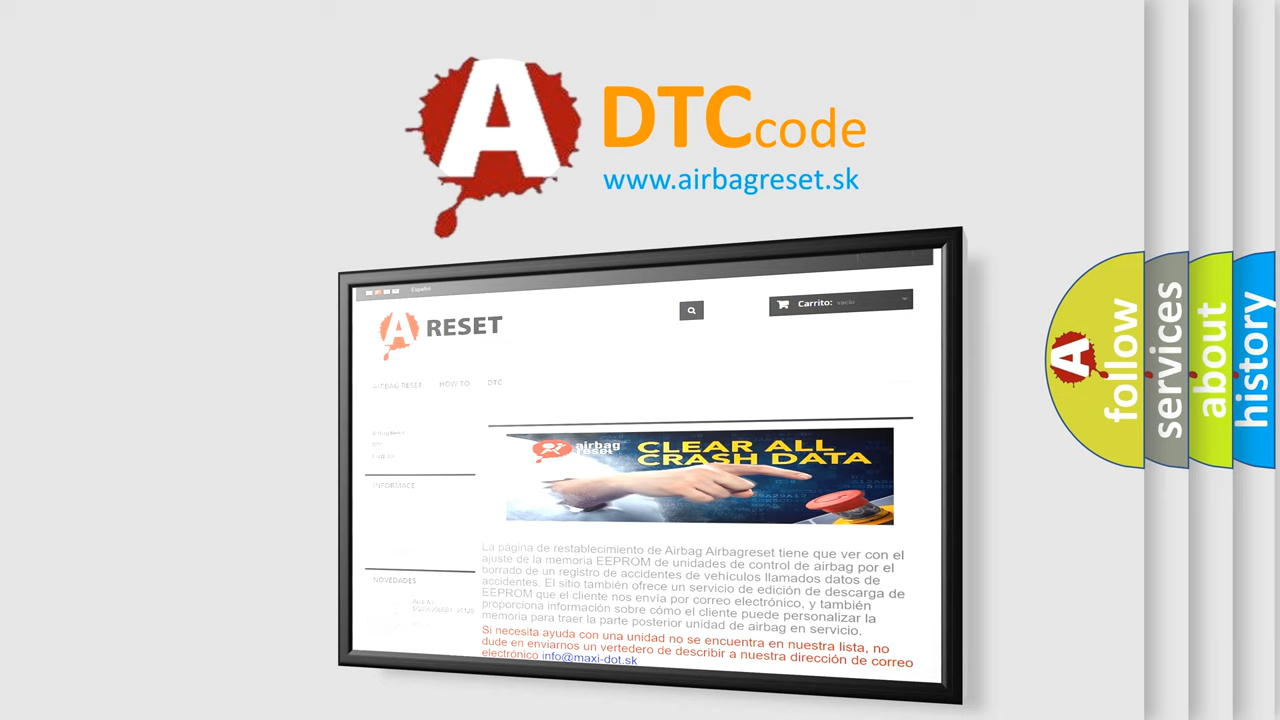 A DTC code
www.airbagreset.sk
Español
A RESET
Carrito: vacío
AIRBAG RESET HOW TO DTC
INFORMACE
airbag
reset
CLEAR ALL
CRASH DATA
La página de restablecimiento de Airbag Airbagreset tiene que ver con el
ajuste de la memoria EEPROM de unidades de control de airbag por el
borrado de un registro de accidentes de vehículos llamados datos de
accidentes. El sitio también ofrece un servicio de edición de descarga de
EEPROM que el cliente nos envía por correo electrónico, y también
proporciona información sobre cómo el cliente puede personalizar la
memoria para traer la parte posterior unidad de airbag en servicio.
Si necesita ayuda con una unidad no se encuentra en nuestra lista, no
dude en enviarnos un vertedero de describir a nuestra dirección de correo
electrónico info@maxi-dot.sk
NOVEDADES
A follow
services
about
history